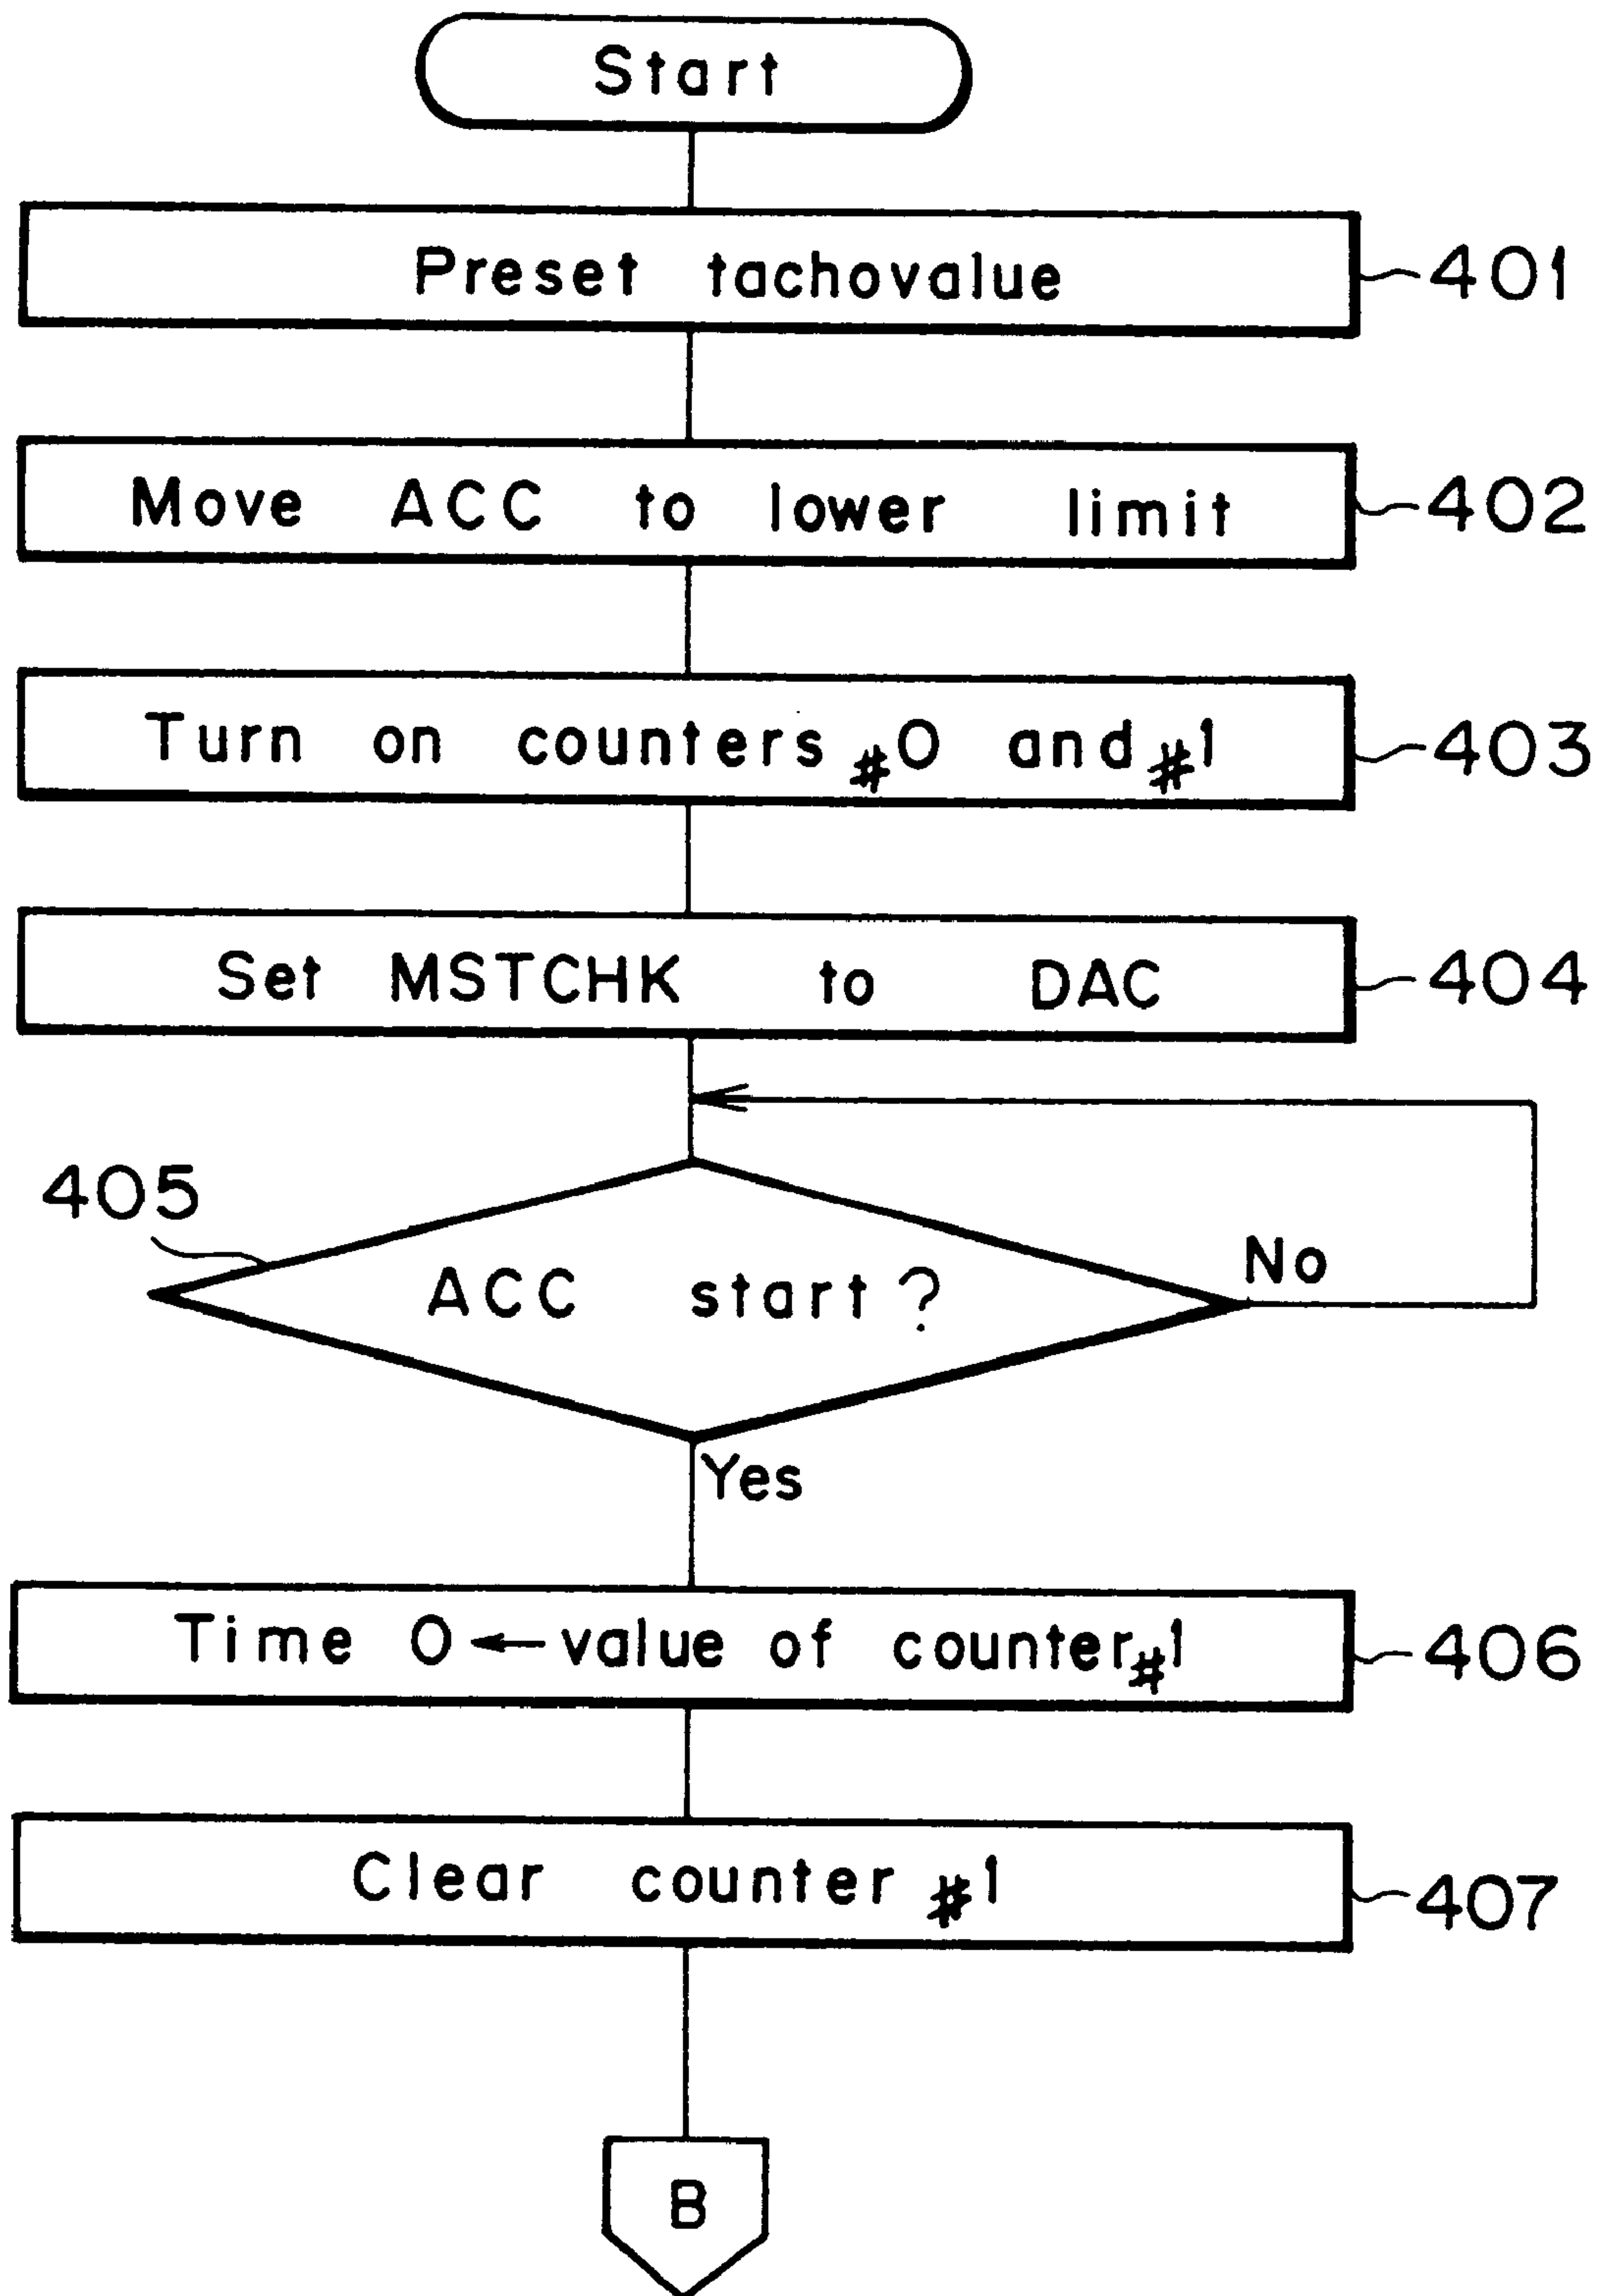 Start
Preset tachovalue
401
Move ACC to lower limit
402
Turn on counters #0 and #1
403
Set MSTCHK to DAC
404
405
ACC start?
No
Yes
Time 0 ← value of counter #1
406
Clear counter #1
407
B